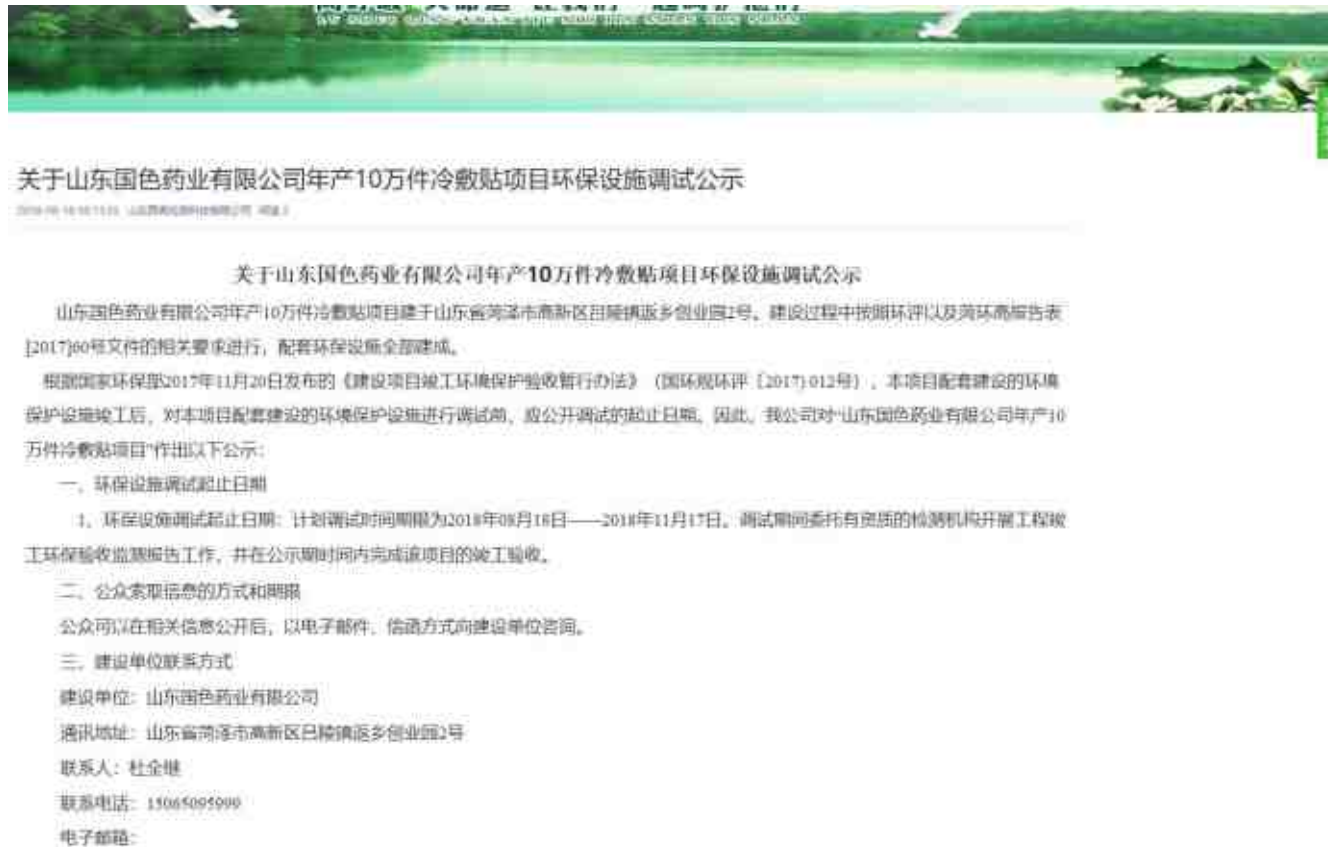 关于山东国色药业有限公司年产10万件冷敷贴项目环保设施调试公示
关于山东国色药业有限公司年产10万件冷敷贴项目环保设施调试公示
山东国色药业有限公司年产10万件冷敷贴项目建于山东省菏泽市高新区吕陵镇返乡创业园2号。建设过程中按照环评以及菏环高报告表
[2017]60号文件的相关要求进行，配套环保设施全部建成。
根据国家环保部2017年11月20日发布的《建设项目竣工环境保护验收暂行办法》（国环规环评〔2017〕012号），本项目配套建设的环境
保护设施竣工后，对本项目配套建设的环境保护设施进行调试前，应公开调试的起止日期。因此，我公司对“山东国色药业有限公司年产10
万件冷敷贴项目”作出以下公示：
一、环保设施调试起止日期
1、环保设施调试起止日期：计划调试时间期限为2018年08月18日——2018年11月17日。调试期间委托有资质的检测机构开展工程竣
工环保验收监测报告工作，并在公示期时间内完成该项目的竣工验收。
二、公众索取信息的方式和期限
公众可以在相关信息公开后，以电子邮件、信函方式向建设单位咨询。
三、建设单位联系方式
建设单位：山东国色药业有限公司
通讯地址：山东省菏泽市高新区吕陵镇返乡创业园2号
联系人：杜全继
联系电话：15065095999
电子邮箱：